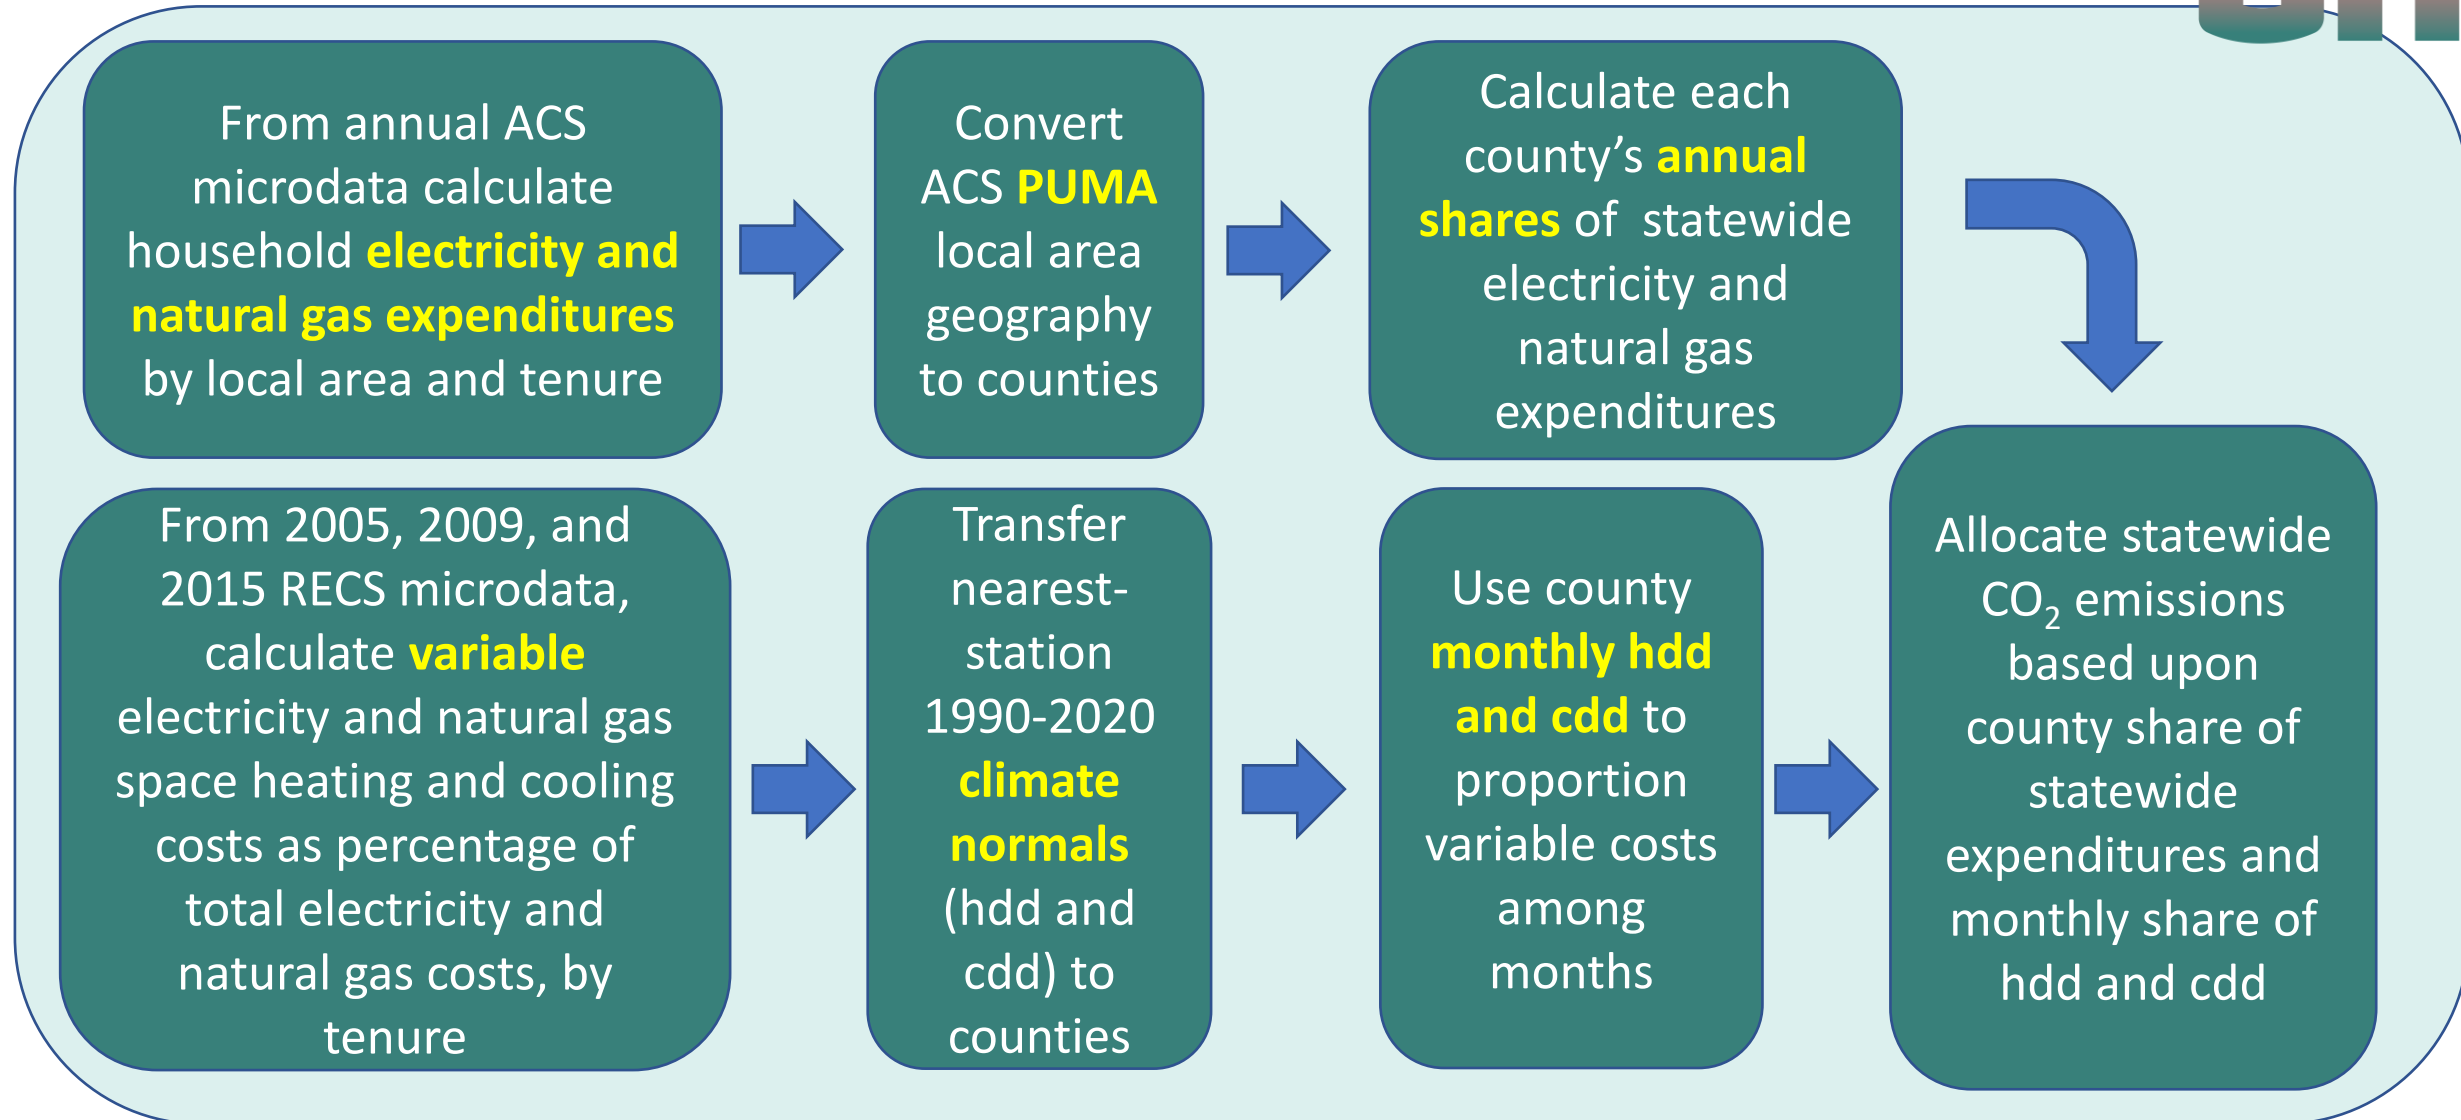 From annual ACS
microdata calculate
household electricity and
natural gas expenditures
by local area and tenure
Convert
ACS PUMA
local area
geography
to counties
Calculate each
county’s annual
shares of statewide
electricity and
natural gas
expenditures
From 2005, 2009, and
2015 RECS microdata,
calculate variable
electricity and natural gas
space heating and cooling
costs as percentage of
total electricity and
natural gas costs, by
tenure
Transfer
nearest-
station
1990-2020
climate
normals
(hdd and
cdd) to
counties
Use county
monthly hdd
and cdd to
proportion
variable costs
among
months
Allocate statewide
CO₂ emissions
based upon
county share of
statewide
expenditures and
monthly share of
hdd and cdd